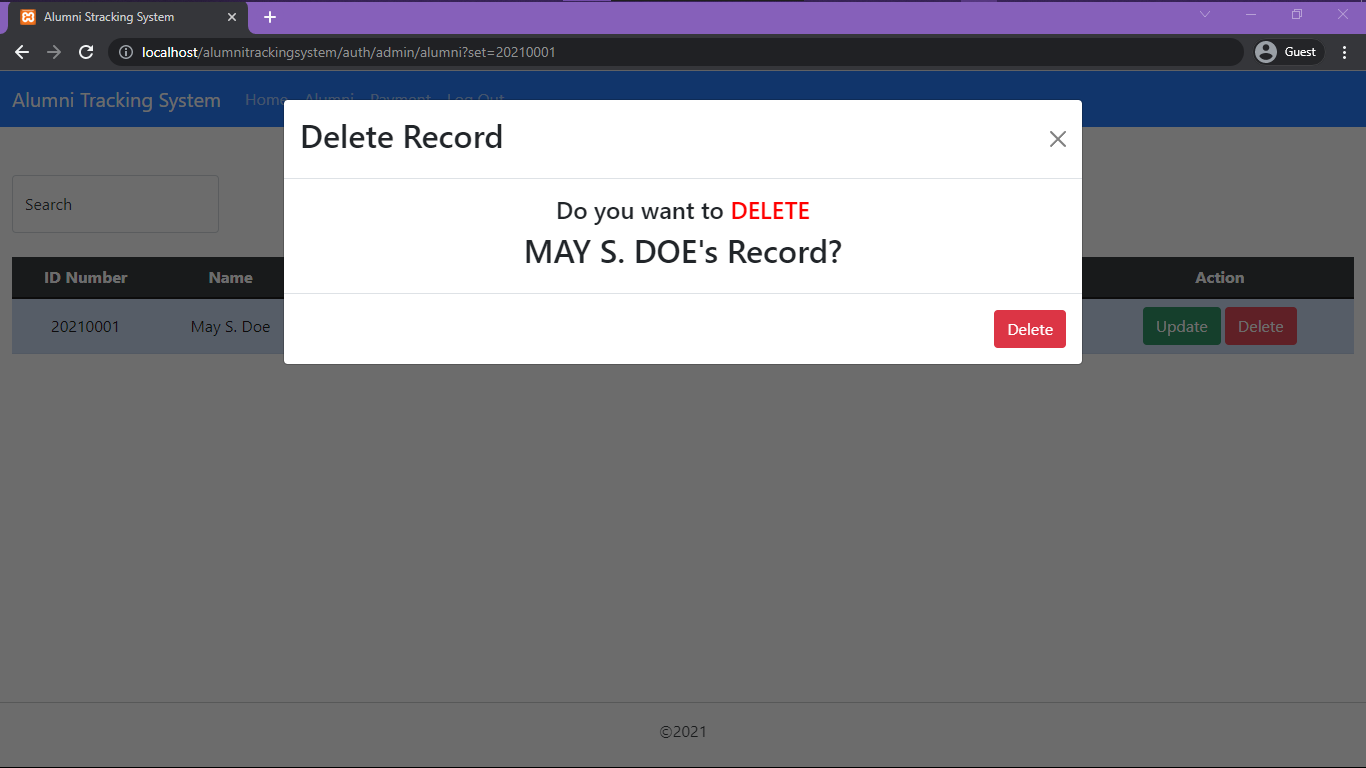 Alumni Stracking System
localhost/alumnitrackingsystem/auth/admin/alumni?set=20210001
Guest
Alumni Tracking System Home Alumni Payment Log Out
Delete Record
Search
Do you want to DELETE
MAY S. DOE's Record?
ID Number Name Action
20210001 May S. Doe Update Delete
Delete
©2021